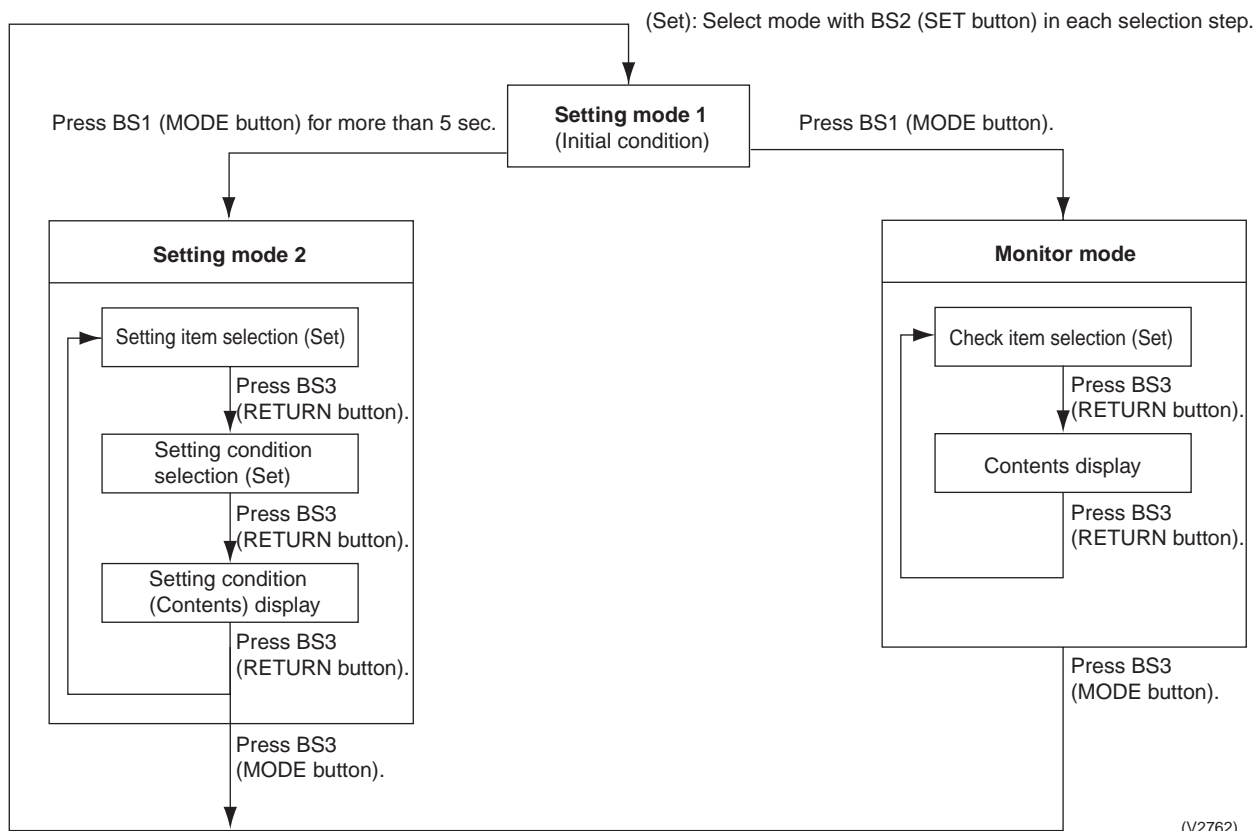 (Set): Select mode with BS2 (SET button) in each selection step.
Setting mode 1
(Initial condition)
Press BS1 (MODE button) for more than 5 sec.
Press BS1 (MODE button).
Setting mode 2
Setting item selection (Set)
Press BS3
(RETURN button).
Setting condition
selection (Set)
Press BS3
(RETURN button).
Setting condition
(Contents) display
Press BS3
(RETURN button).
Press BS3
(MODE button).
Monitor mode
Check item selection (Set)
Press BS3
(RETURN button).
Contents display
Press BS3
(RETURN button).
Press BS3
(MODE button).
(V2762)